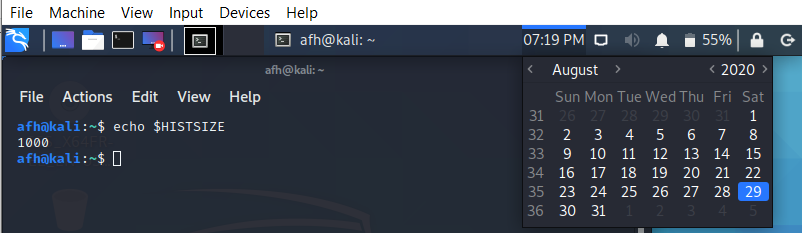 File Machine View Input Devices Help
afh@kali: ~ 07:19 PM 55%
afh@kali: ~
File Actions Edit View Help
afh@kali:~$ echo $HISTSIZE
1000
afh@kali:~$
August 2020
Sun Mon Tue Wed Thu Fri Sat
31 26 27 28 29 30 31 1
32 2 3 4 5 6 7 8
33 9 10 11 12 13 14 15
34 16 17 18 19 20 21 22
35 23 24 25 26 27 28 29
36 30 31 1 2 3 4 5